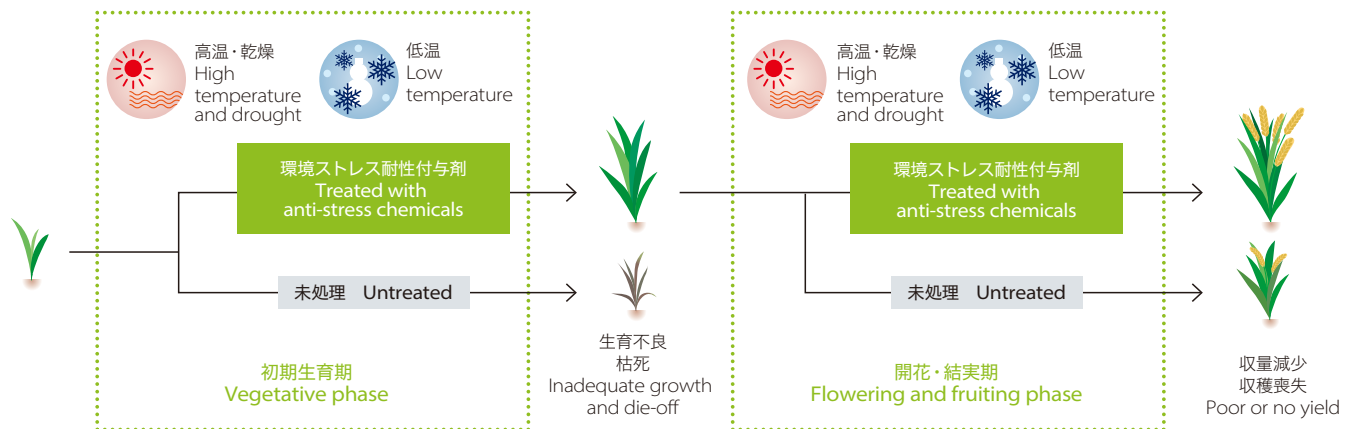 高温・乾燥
High
temperature
and drought
低温
Low
temperature
環境ストレス耐性付与剤
Treated with
anti-stress chemicals
未処理 Untreated
初期生育期
Vegetative phase
生育不良
枯死
Inadequate growth
and die-off
高温・乾燥
High
temperature
and drought
低温
Low
temperature
環境ストレス耐性付与剤
Treated with
anti-stress chemicals
未処理 Untreated
開花・結実期
Flowering and fruiting phase
収量減少
収穫喪失
Poor or no yield